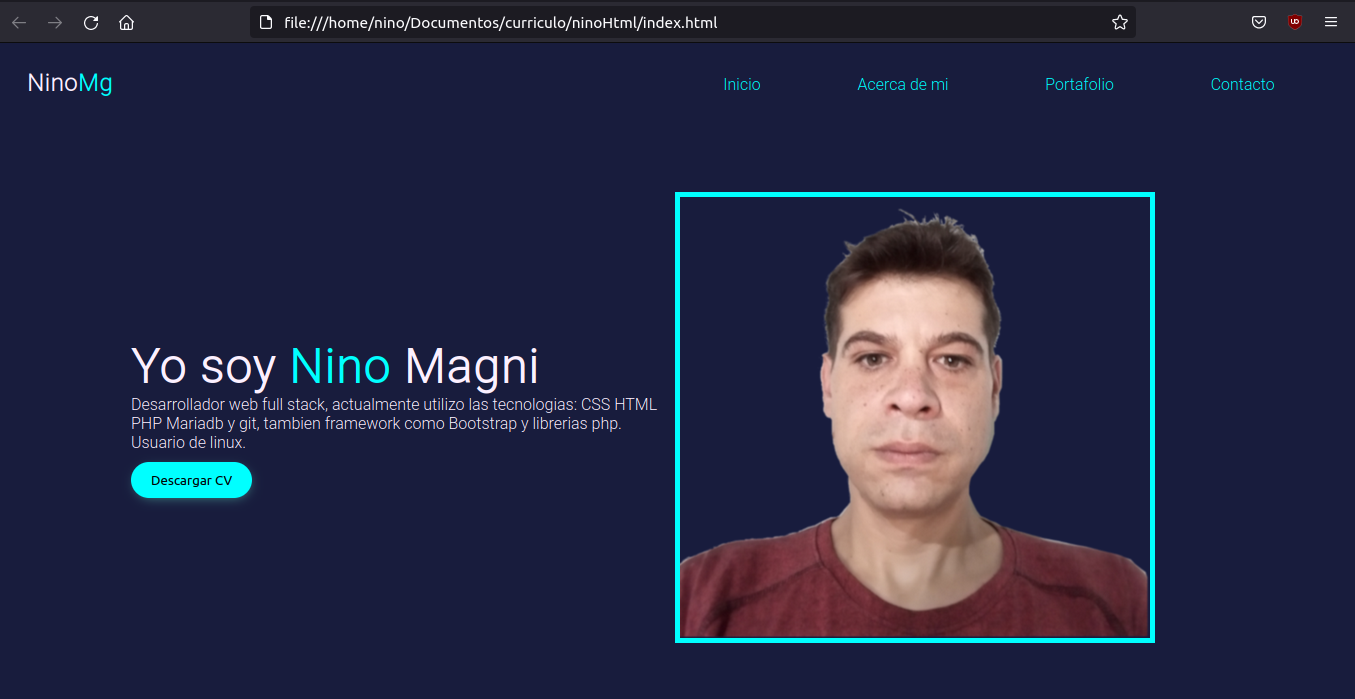 file:///home/nino/Documentos/curriculo/ninoHtml/index.html
NinoMg
Inicio
Acerca de mi
Portafolio
Contacto
Yo soy Nino Magni
Desarrollador web full stack, actualmente utilizo las tecnologias: CSS HTML
PHP Mariadb y git, tambien framework como Bootstrap y librerias php.
Usuario de linux.
Descargar CV